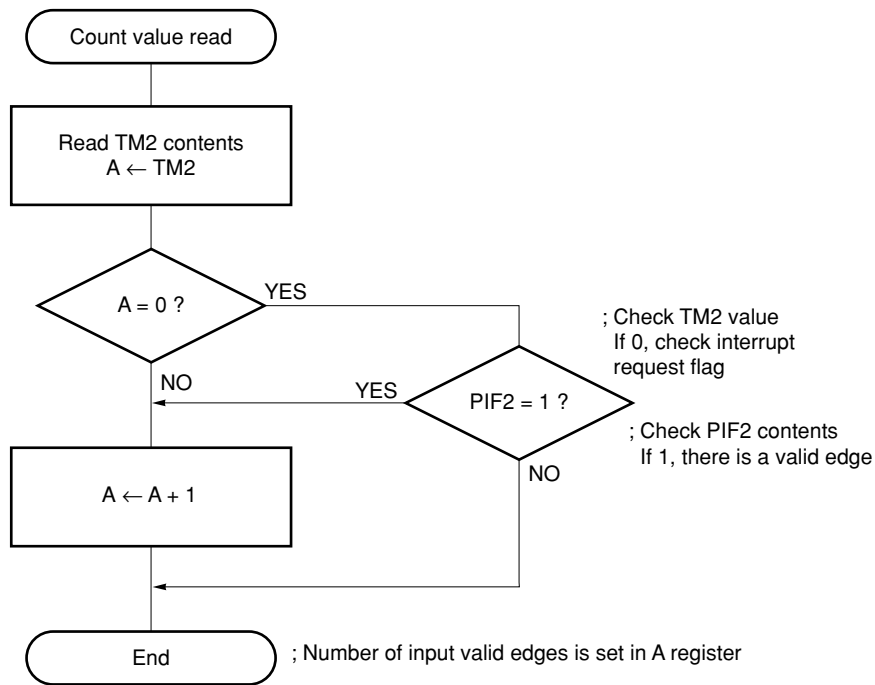 Count value read
Read TM2 contents
A ← TM2
A = 0 ?
YES
; Check TM2 value
If 0, check interrupt
request flag
NO
YES
PIF2 = 1 ?
; Check PIF2 contents
If 1, there is a valid edge
NO
A ← A + 1
End
; Number of input valid edges is set in A register